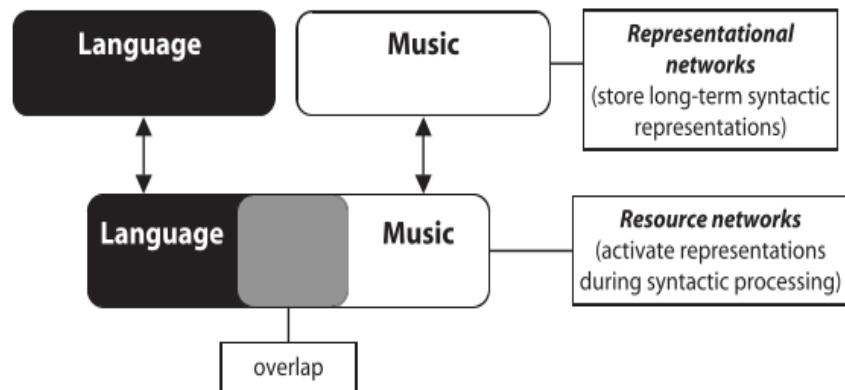 Language
Music
Representational
networks
(store long-term syntactic
representations)
Language
Music
Resource networks
(activate representations
during syntactic processing)
overlap